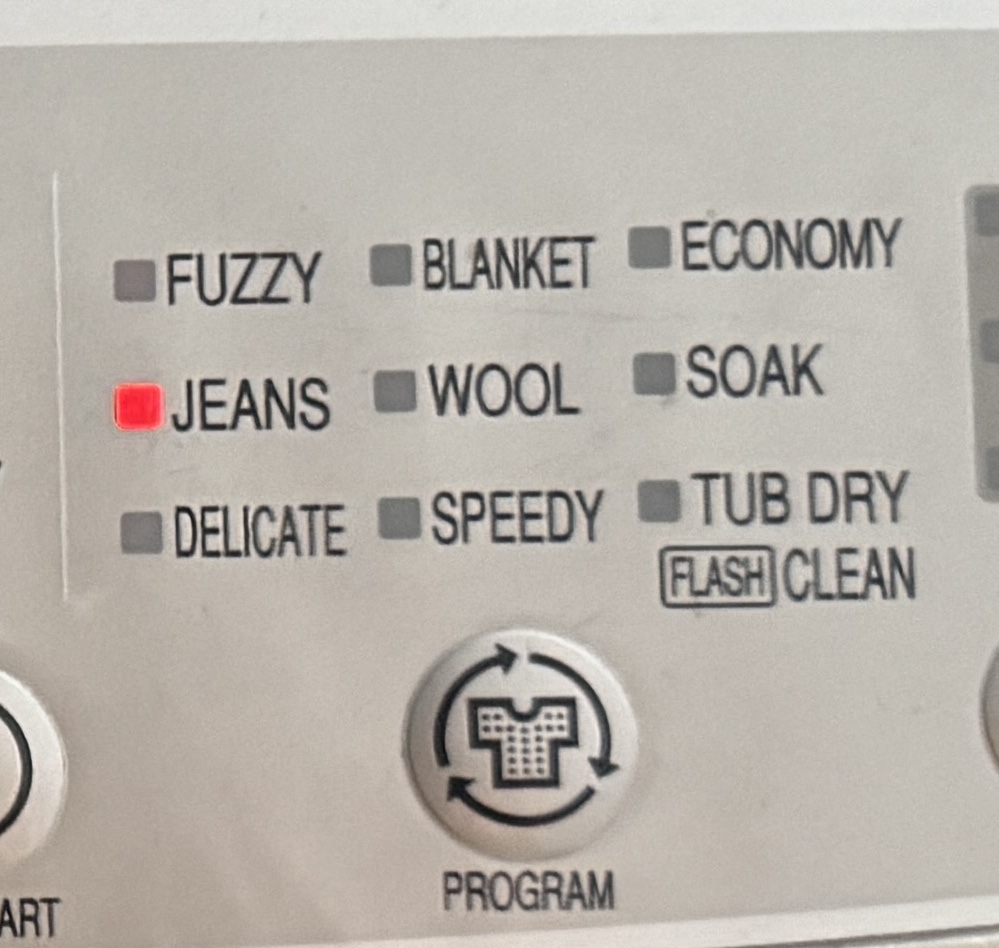 FUZZY BLANKET ECONOMY
JEANS WOOL SOAK
DELICATE SPEEDY TUB DRY
FLASH CLEAN
PROGRAM
ART